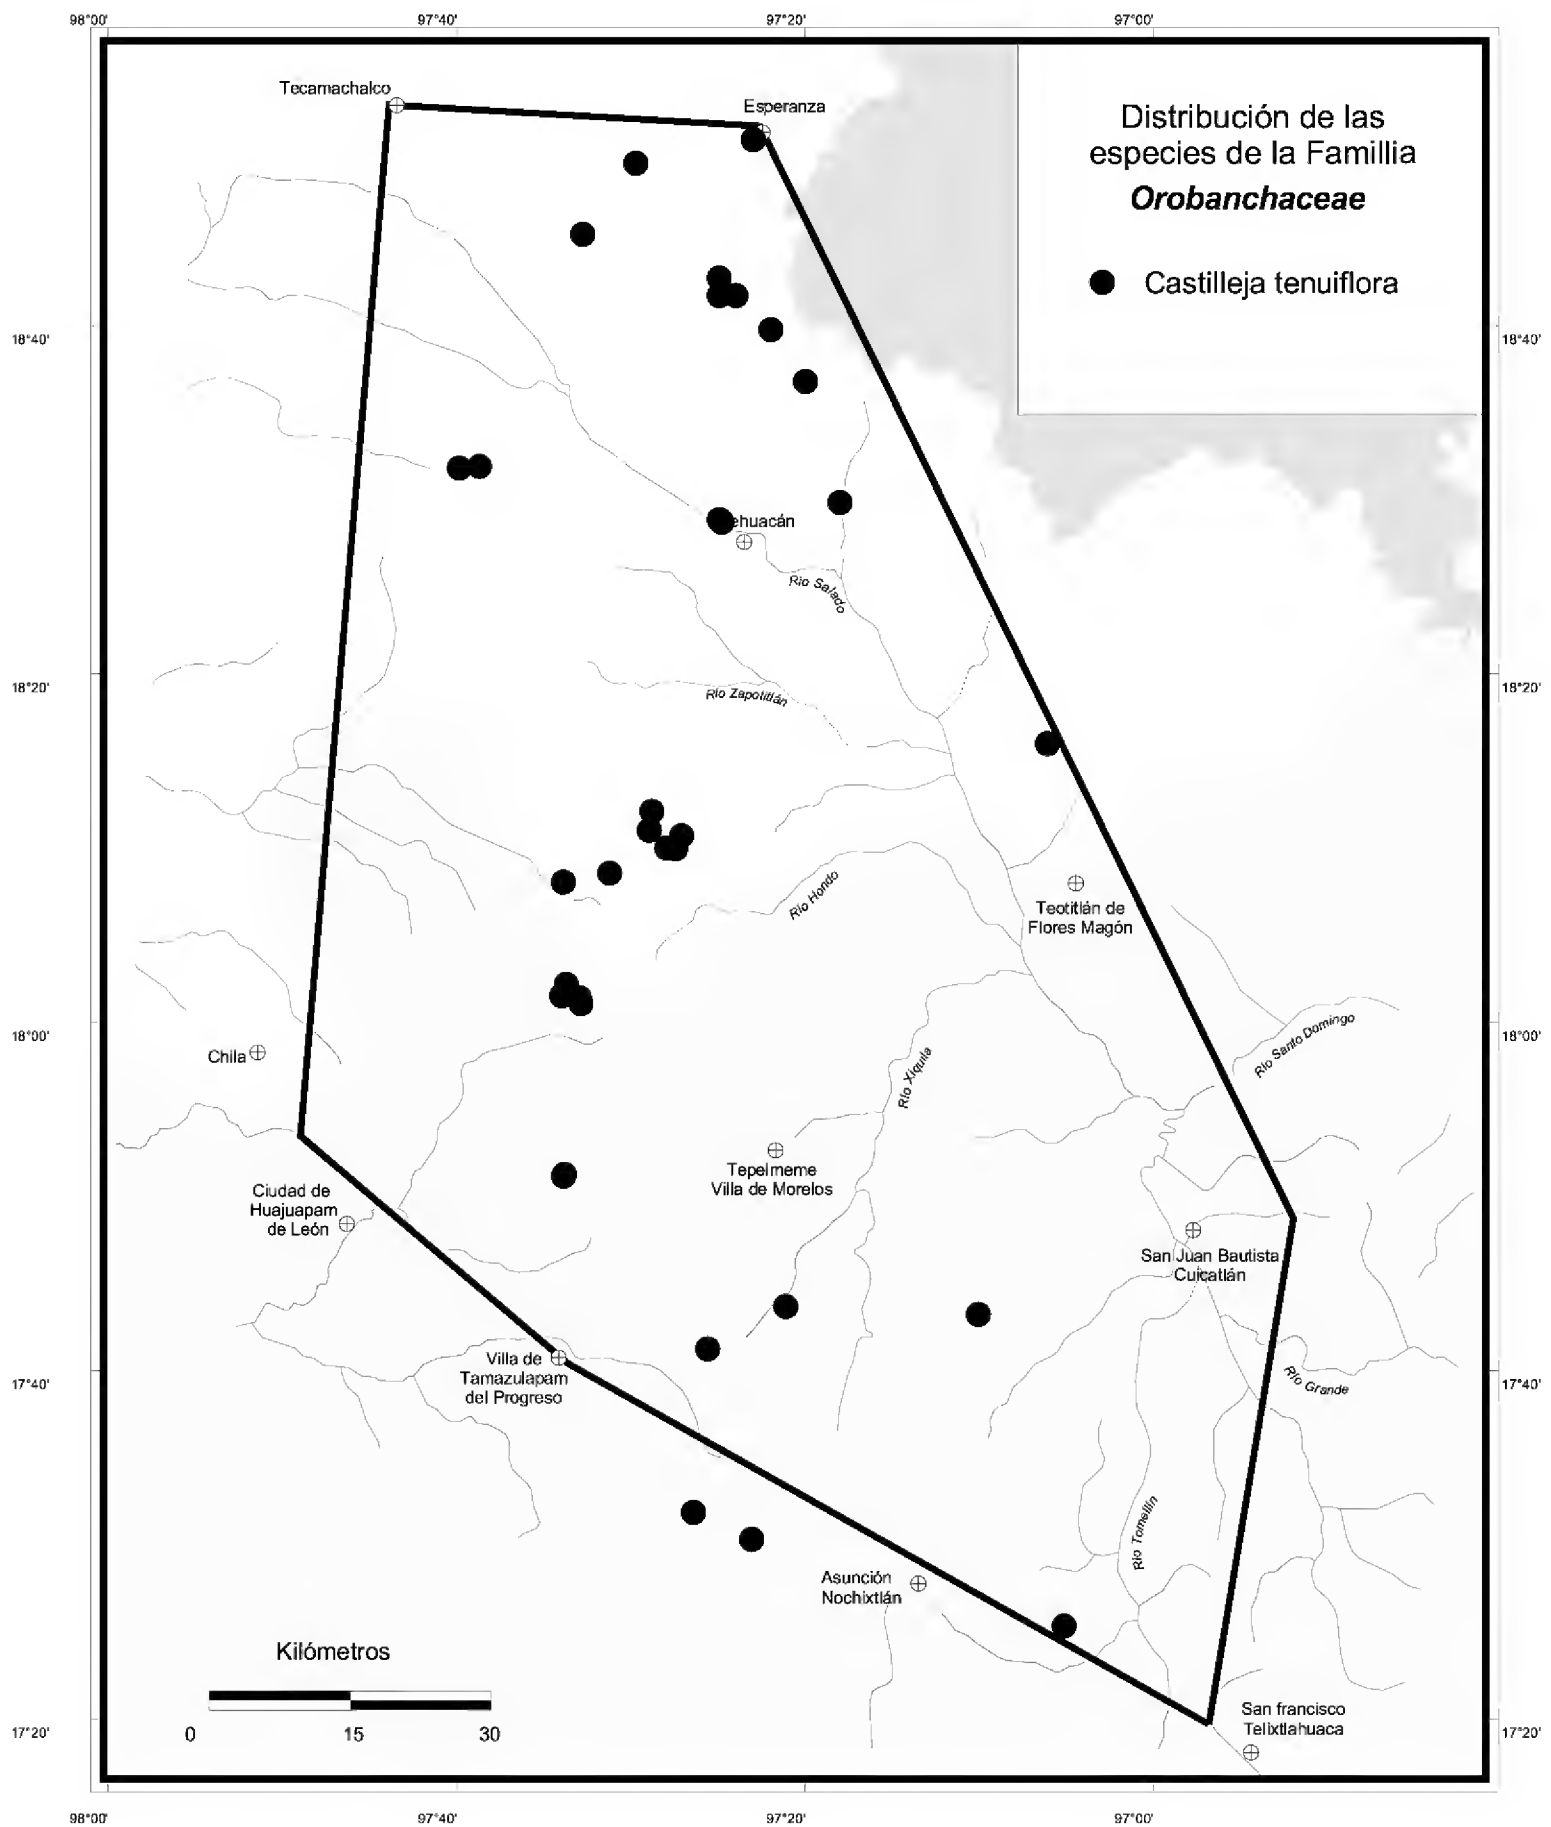 98°00'
97°40'
97°20'
97°00'
Tecamachalco
Esperanza
Distribución de las
especies de la Famillia
Orobanchaceae
Castilleja tenuiflora
18°40'
18°40'
ehuacán
Río Salado
18°20'
18°20'
Río Zapotitlán
Río Hondo
Teotitlán de
Flores Magón
18°00'
18°00'
Chila
Río Xiquila
Río Santo Domingo
Tepelmeme
Villa de Morelos
Ciudad de
Huajuapam
de León
San Juan Bautista
Cuicatlán
Villa de
Tamazulapam
del Progreso
17°40'
17°40'
Río Grande
Río Tomellín
Asunción
Nochixtlán
Kilómetros
0 15 30
San francisco
Telixtlahuaca
17°20'
17°20'
98°00'
97°40'
97°20'
97°00'